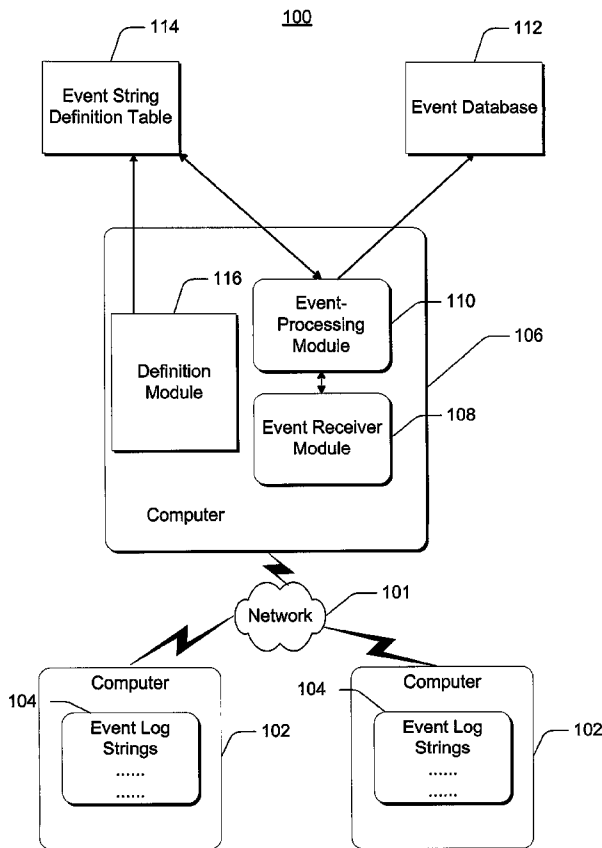 100
114
112
Event String
Definition Table
Event Database
116
Event-
Processing
Module
110
106
Definition
Module
Event Receiver
Module
108
Computer
Network
101
Computer
104
Event Log
Strings
......
......
102
Computer
104
Event Log
Strings
......
......
102